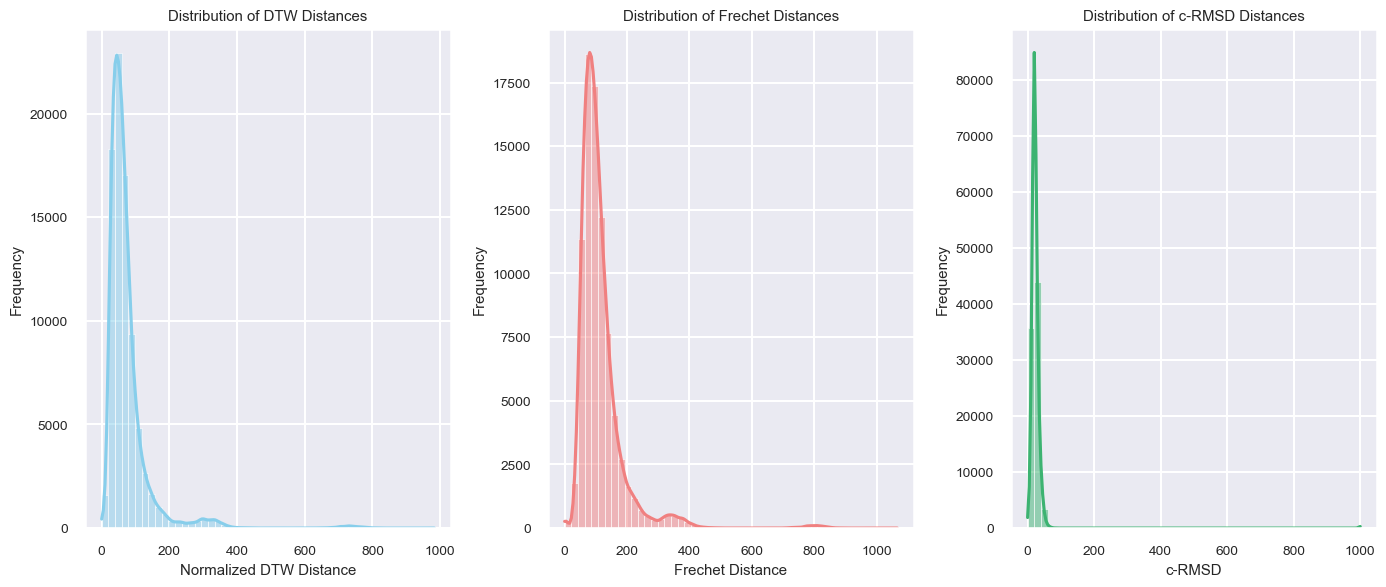 Distribution of DTW Distances
Distribution of Frechet Distances
Distribution of c-RMSD Distances
Frequency
20000
15000
10000
5000
0
0 200 400 600 800 1000
Normalized DTW Distance
Frequency
17500
15000
12500
10000
7500
5000
2500
0
0 200 400 600 800 1000
Frechet Distance
Frequency
80000
70000
60000
50000
40000
30000
20000
10000
0
0 200 400 600 800 1000
c-RMSD